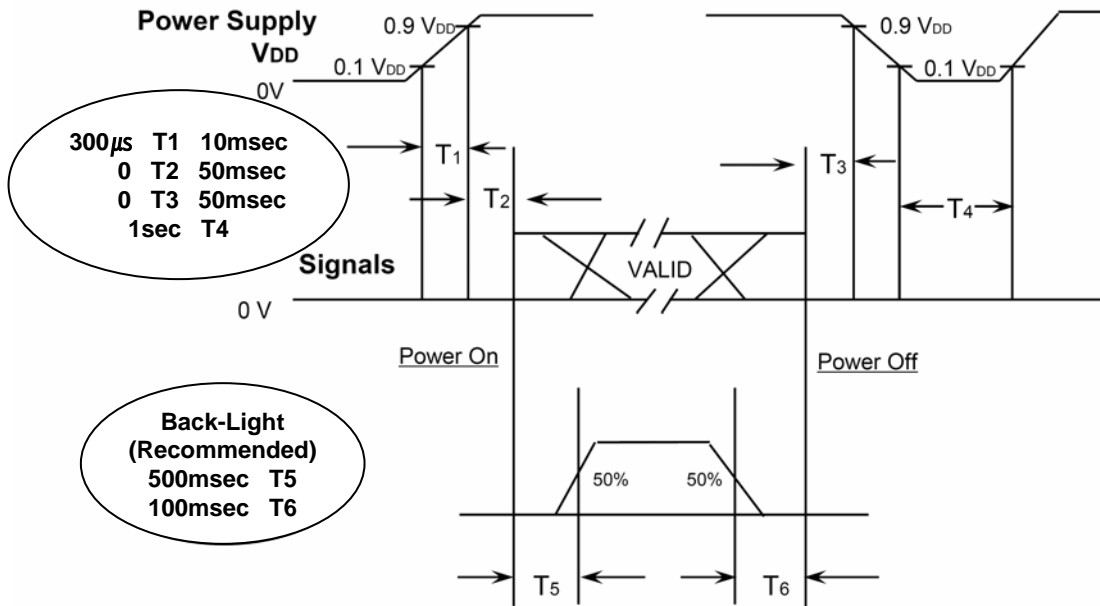 Power Supply
VDD
0.9 VDD
0.9 VDD
0.1 VDD
0.1 VDD
0V
300㎲ T1 10msec
0 T2 50msec
0 T3 50msec
1sec T4
T1
T3
T2
T4
Signals
VALID
0 V
Power On
Power Off
Back-Light
(Recommended)
500msec T5
100msec T6
50%
50%
T5
T6